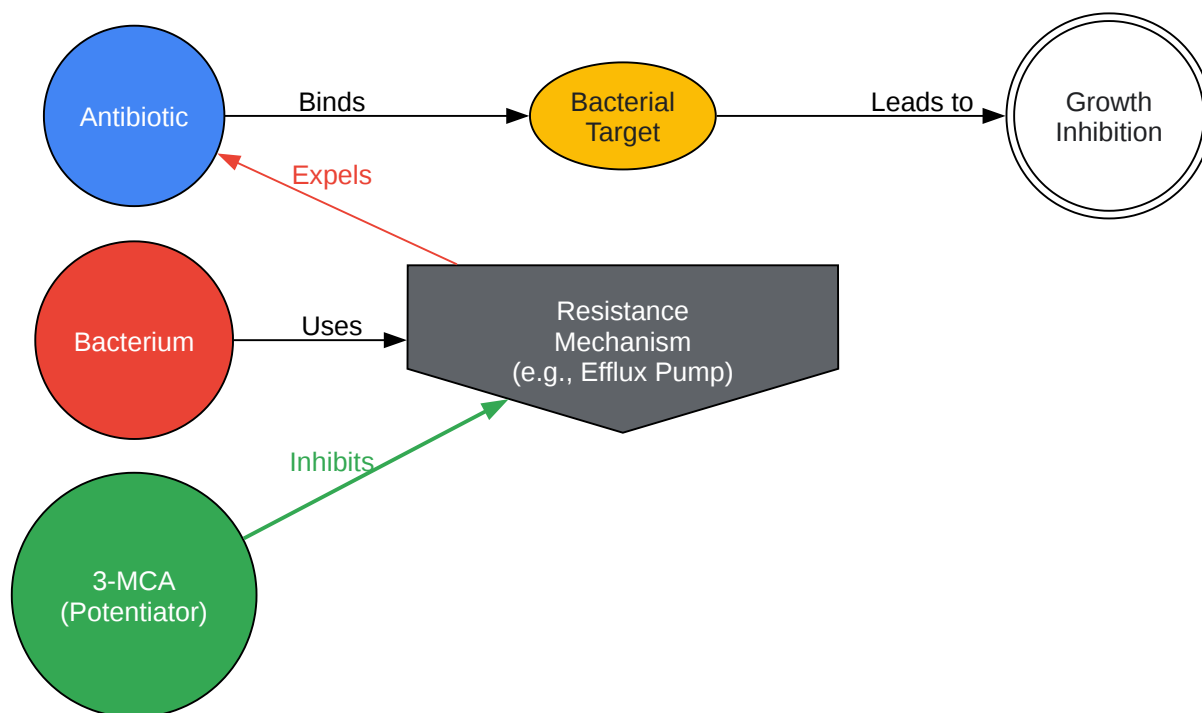 Antibiotic
Binds
Bacterial
Target
Leads to
Growth
Inhibition
Expels
Bacterium
Uses
Resistance
Mechanism
(e.g., Efflux Pump)
Inhibits
3-MCA
(Potentiator)